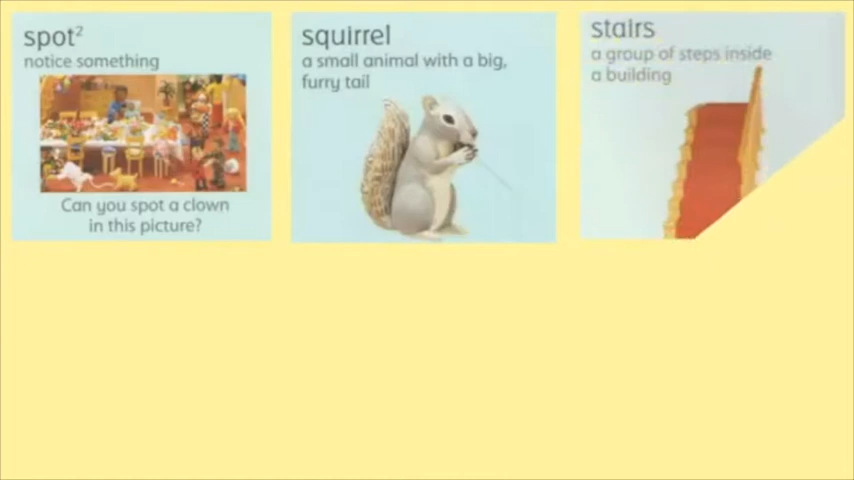 spot²
notice something
Can you spot a clown
in this picture?
squirrel
a small animal with a big,
furry tail
stairs
a group of steps inside
a building